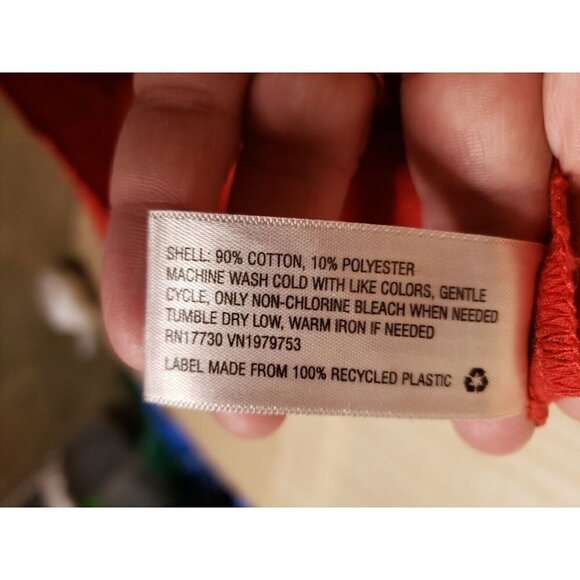 SHELL: 90% COTTON, 10% POLYESTER
MACHINE WASH COLD WITH LIKE COLORS, GENTLE
CYCLE, ONLY NON-CHLORINE BLEACH WHEN NEEDED
TUMBLE DRY LOW, WARM IRON IF NEEDED
RN17730 VN1979753
LABEL MADE FROM 100% RECYCLED PLASTIC